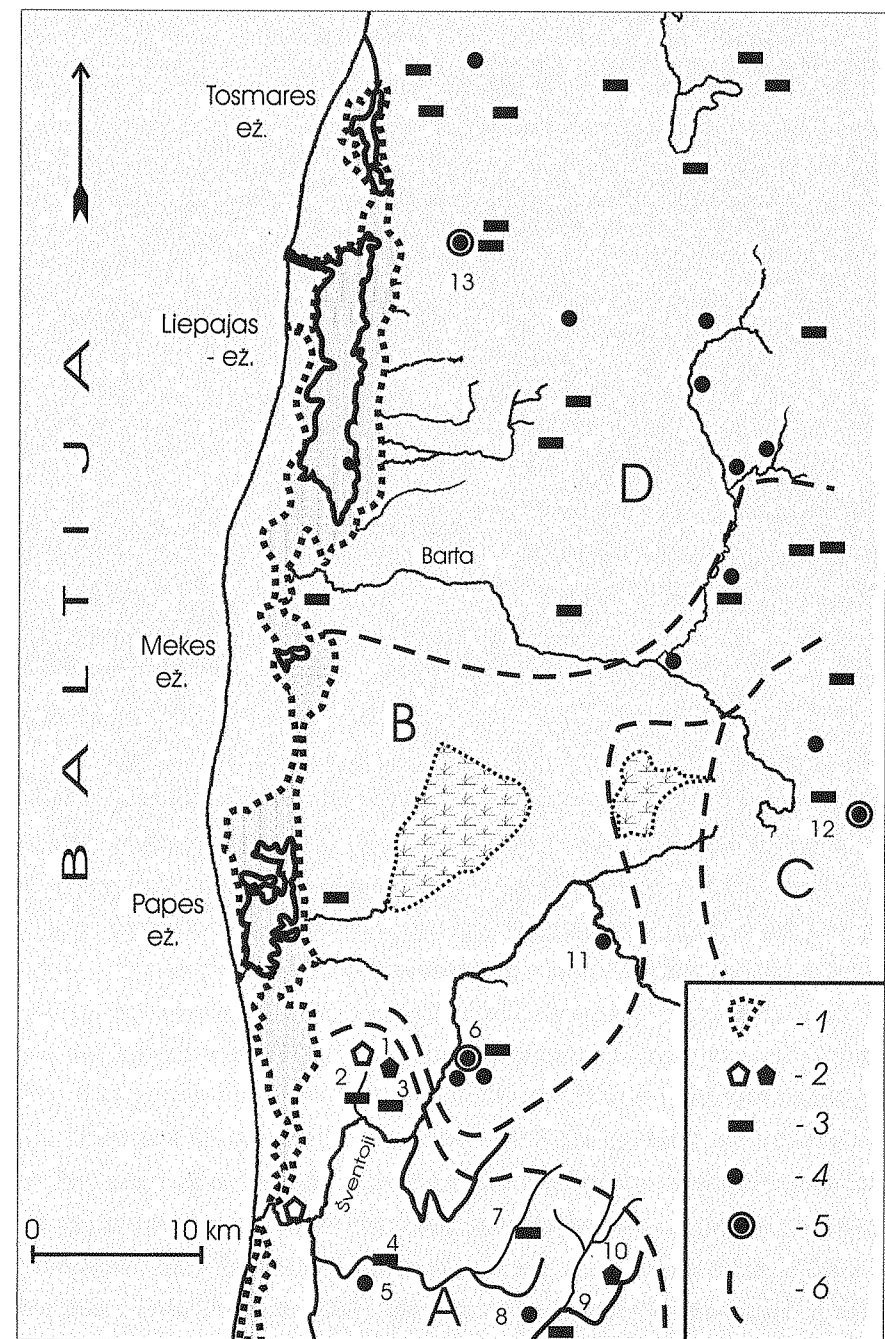 Tosmares
ež.
13
Liepajas
- ež.
BALTIJA
D
Barta
Mekes
ež.
B
12
C
Papes
ež.
11
6
1
2
3
Šventoji
0 10 km
7
4
10
5
A
8
9
- 1
- 2
- 3
- 4
- 5
- 6